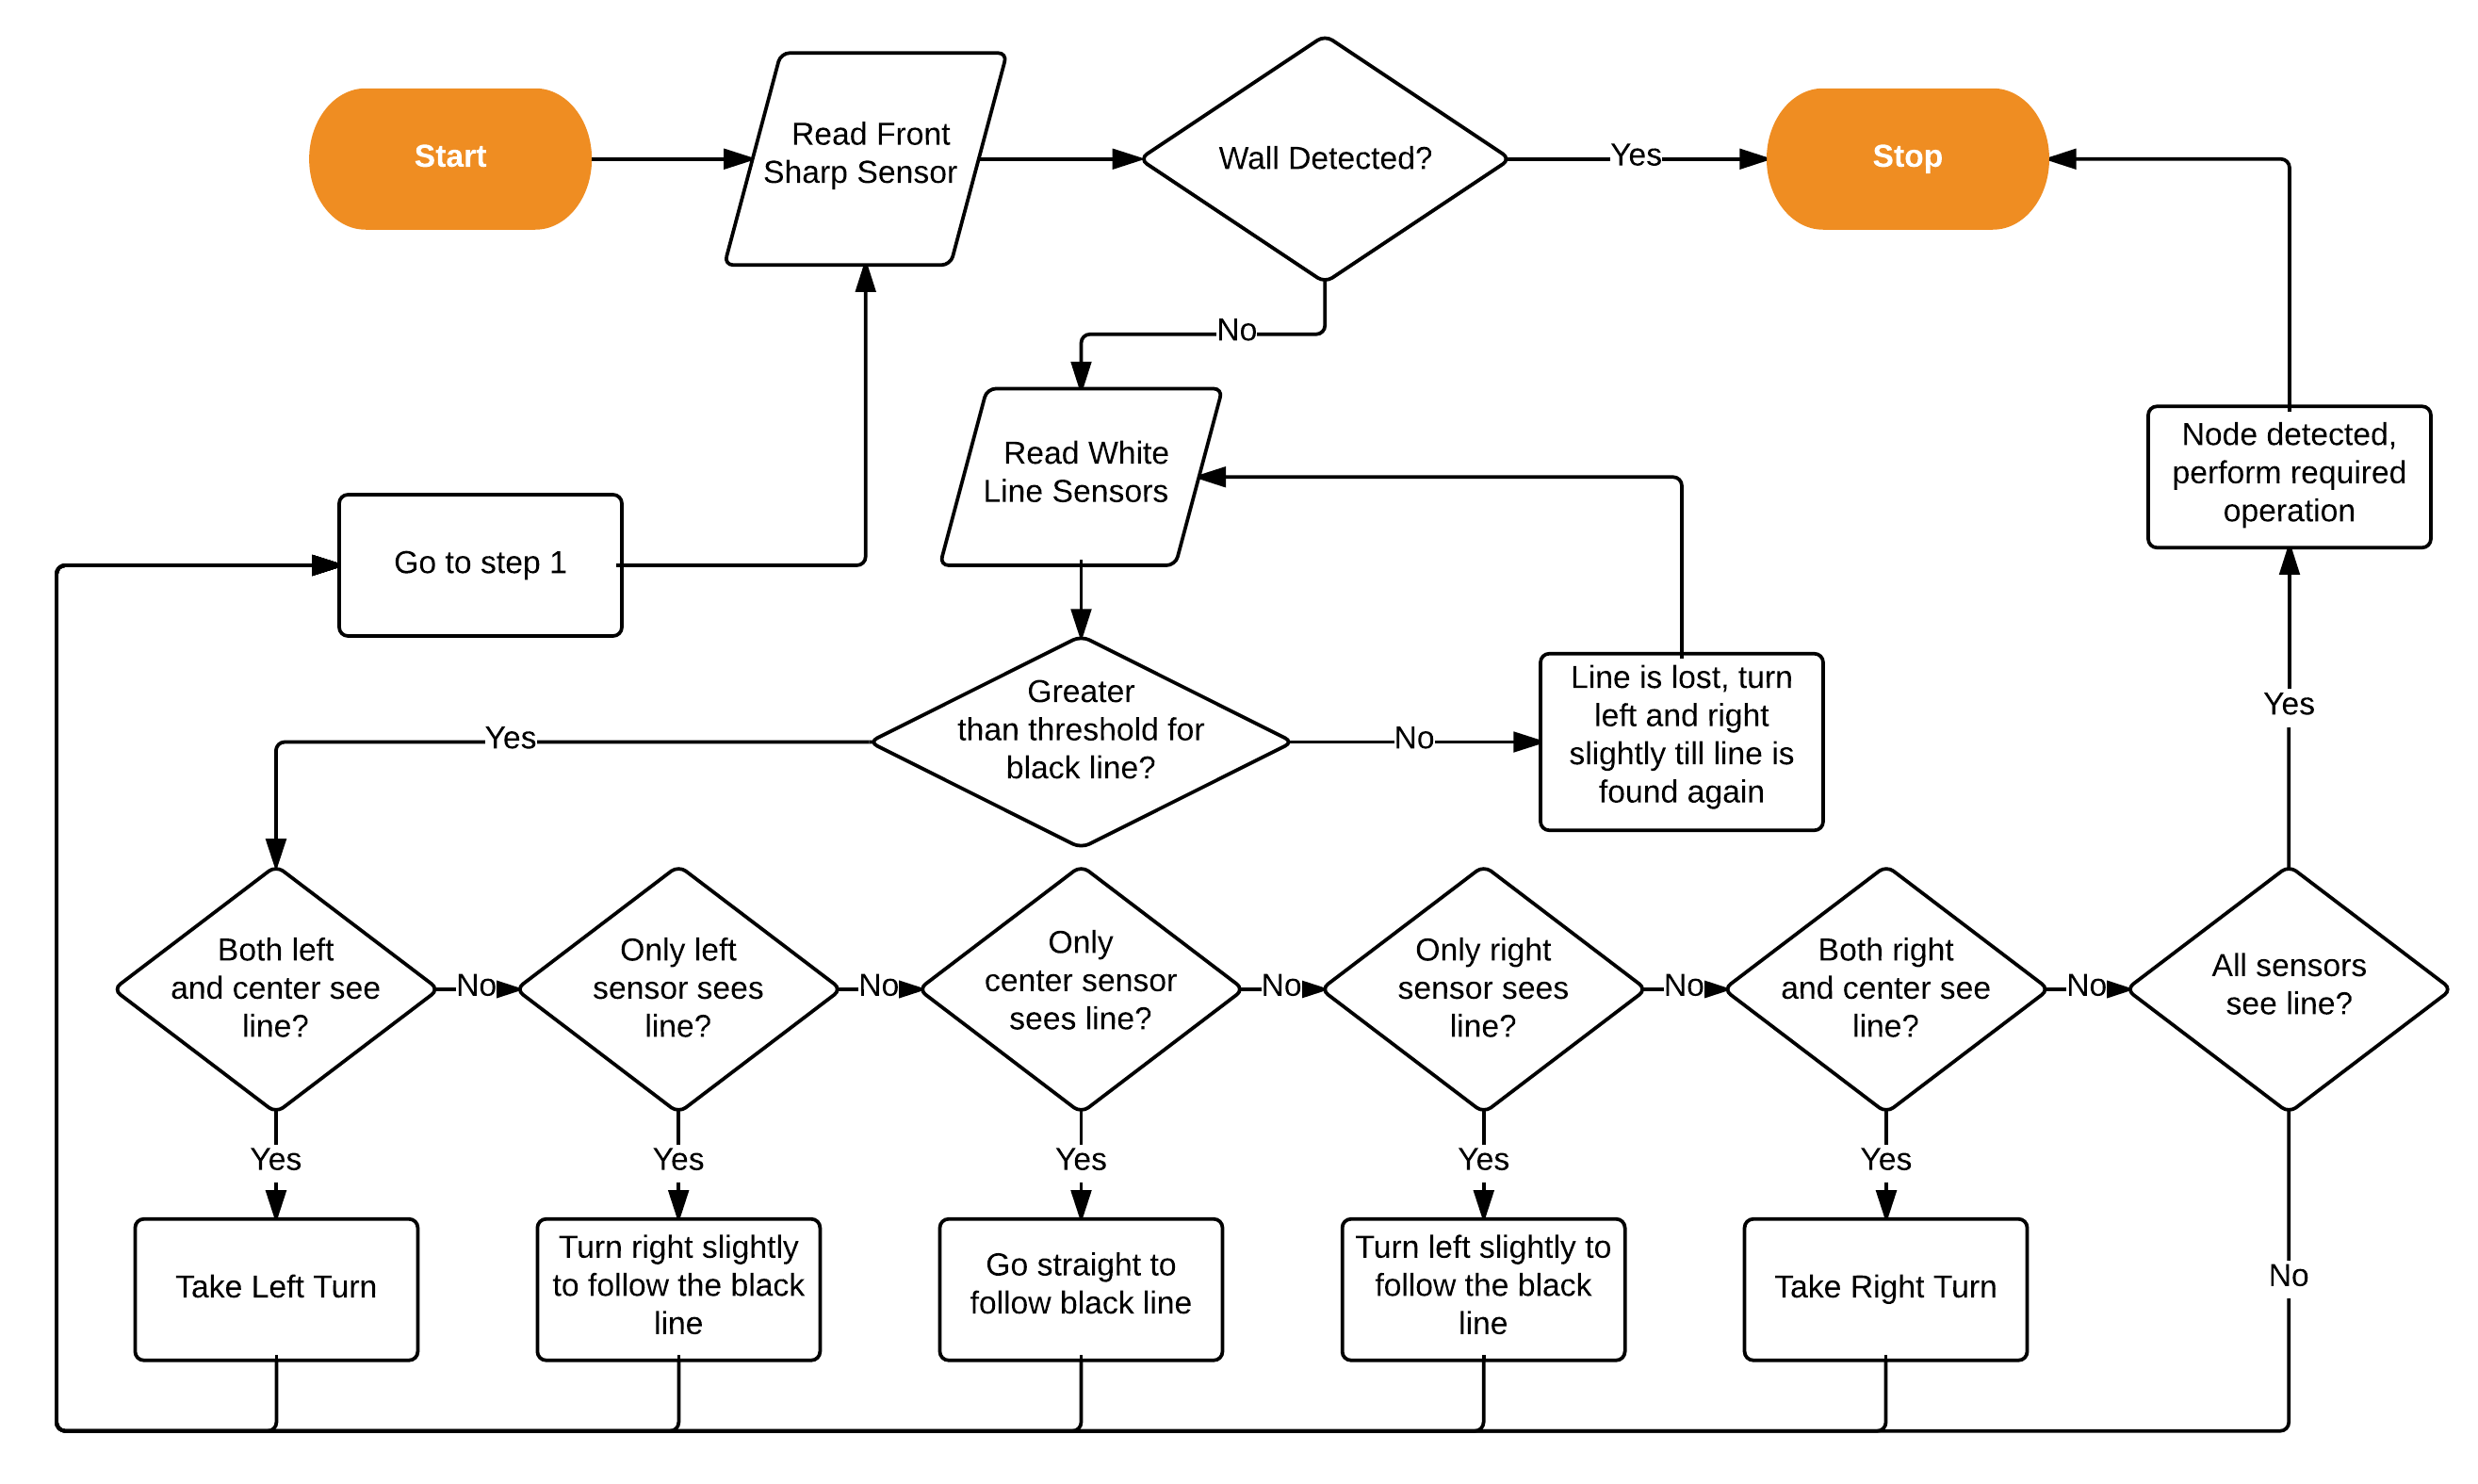 Start
Read Front
Sharp Sensor
Wall Detected?
Yes
Stop
No
Read White
Line Sensors
Node detected,
perform required
operation
Go to step 1
Greater
than threshold for
black line?
Yes
No
Line is lost, turn
left and right
slightly till line is
found again
Yes
Both left
and center see
line?
No
Only left
sensor sees
line?
No
Only
center sensor
sees line?
No
Only right
sensor sees
line?
No
Both right
and center see
line?
No
All sensors
see line?
Yes
Yes
Yes
Yes
Yes
No
Take Left Turn
Turn right slightly
to follow the black
line
Go straight to
follow black line
Turn left slightly to
follow the black
line
Take Right Turn